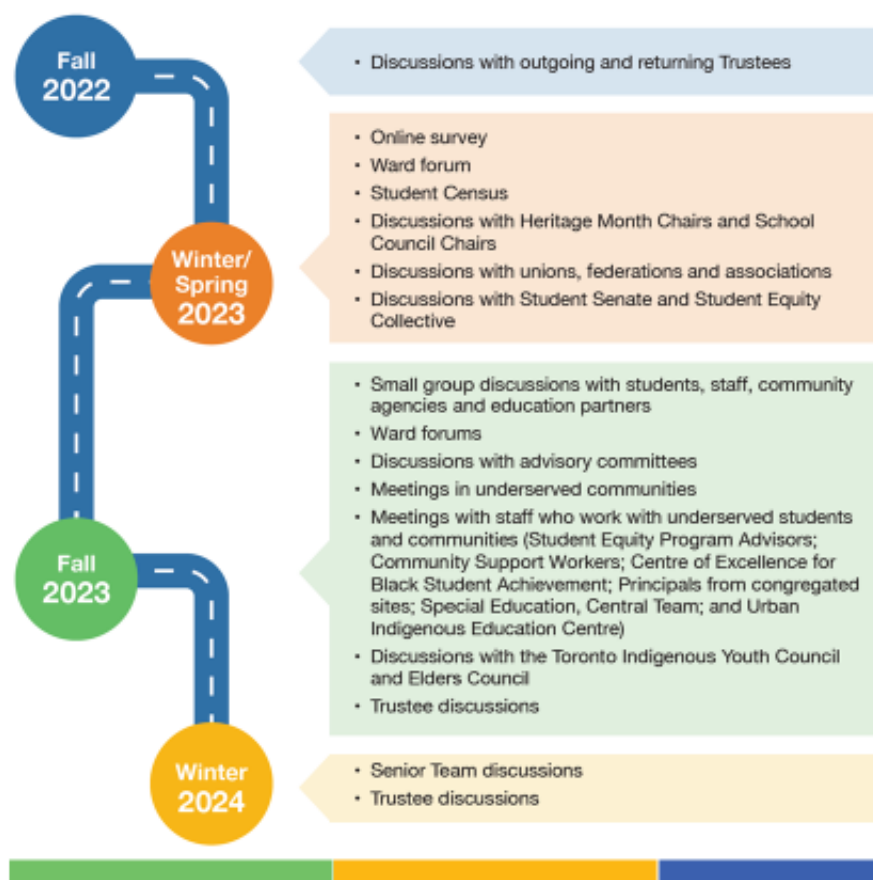 Fall
2022
• Discussions with outgoing and returning Trustees
Winter/
Spring
2023
• Online survey
• Ward forum
• Student Census
• Discussions with Heritage Month Chairs and School
Council Chairs
• Discussions with unions, federations and associations
• Discussions with Student Senate and Student Equity
Collective
Fall
2023
• Small group discussions with students, staff, community
agencies and education partners
• Ward forums
• Discussions with advisory committees
• Meetings in underserved communities
• Meetings with staff who work with underserved students
and communities (Student Equity Program Advisors;
Community Support Workers; Centre of Excellence for
Black Student Achievement; Principals from congregated
sites; Special Education, Central Team; and Urban
Indigenous Education Centre)
• Discussions with the Toronto Indigenous Youth Council
and Elders Council
• Trustee discussions
Winter
2024
• Senior Team discussions
• Trustee discussions